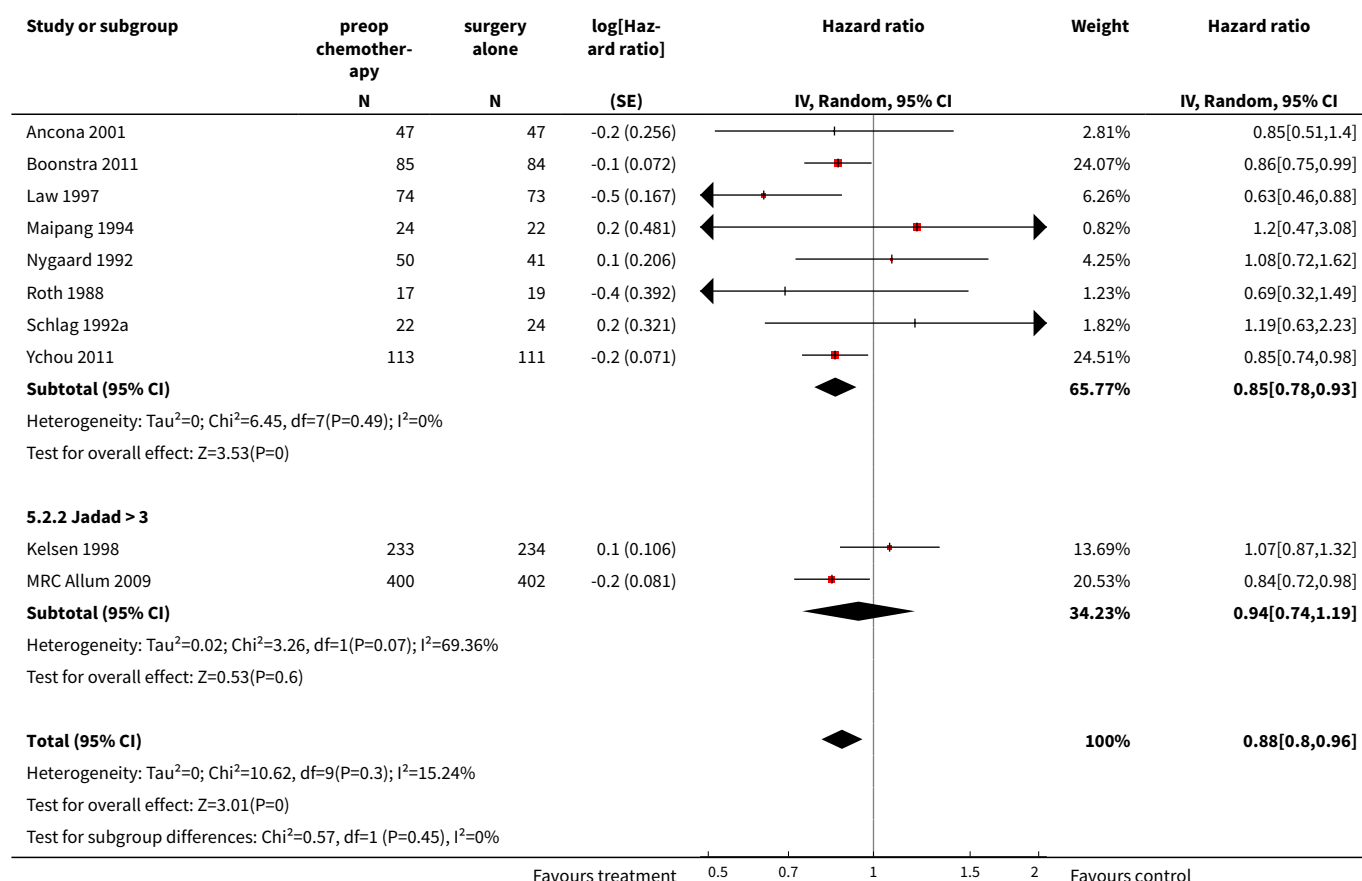 Study or subgroup preop chemother- apy surgery alone log[Haz- ard ratio] Hazard ratio Weight Hazard ratio
N N (SE) IV, Random, 95% CI IV, Random, 95% CI
Ancona 2001 47 47 -0.2 (0.256) 2.81% 0.85[0.51,1.4]
Boonstra 2011 85 84 -0.1 (0.072) 24.07% 0.86[0.75,0.99]
Law 1997 74 73 -0.5 (0.167) 6.26% 0.63[0.46,0.88]
Maipang 1994 24 22 0.2 (0.481) 0.82% 1.2[0.47,3.08]
Nygaard 1992 50 41 0.1 (0.206) 4.25% 1.08[0.72,1.62]
Roth 1988 17 19 -0.4 (0.392) 1.23% 0.69[0.32,1.49]
Schlag 1992a 22 24 0.2 (0.321) 1.82% 1.19[0.63,2.23]
Ychou 2011 113 111 -0.2 (0.071) 24.51% 0.85[0.74,0.98]
Subtotal (95% CI) 65.77% 0.85[0.78,0.93]
Heterogeneity: Tau²=0; Chi²=6.45, df=7(P=0.49); I²=0%
Test for overall effect: Z=3.53(P=0)
5.2.2 Jadad > 3
Kelsen 1998 233 234 0.1 (0.106) 13.69% 1.07[0.87,1.32]
MRC Allum 2009 400 402 -0.2 (0.081) 20.53% 0.84[0.72,0.98]
Subtotal (95% CI) 34.23% 0.94[0.74,1.19]
Heterogeneity: Tau²=0.02; Chi²=3.26, df=1(P=0.07); I²=69.36%
Test for overall effect: Z=0.53(P=0.6)
Total (95% CI) 100% 0.88[0.8,0.96]
Heterogeneity: Tau²=0; Chi²=10.62, df=9(P=0.3); I²=15.24%
Test for overall effect: Z=3.01(P=0)
Test for subgroup differences: Chi²=0.57, df=1 (P=0.45), I²=0%
Favours treatment 0.5 0.7 1 1.5 2 Favours control